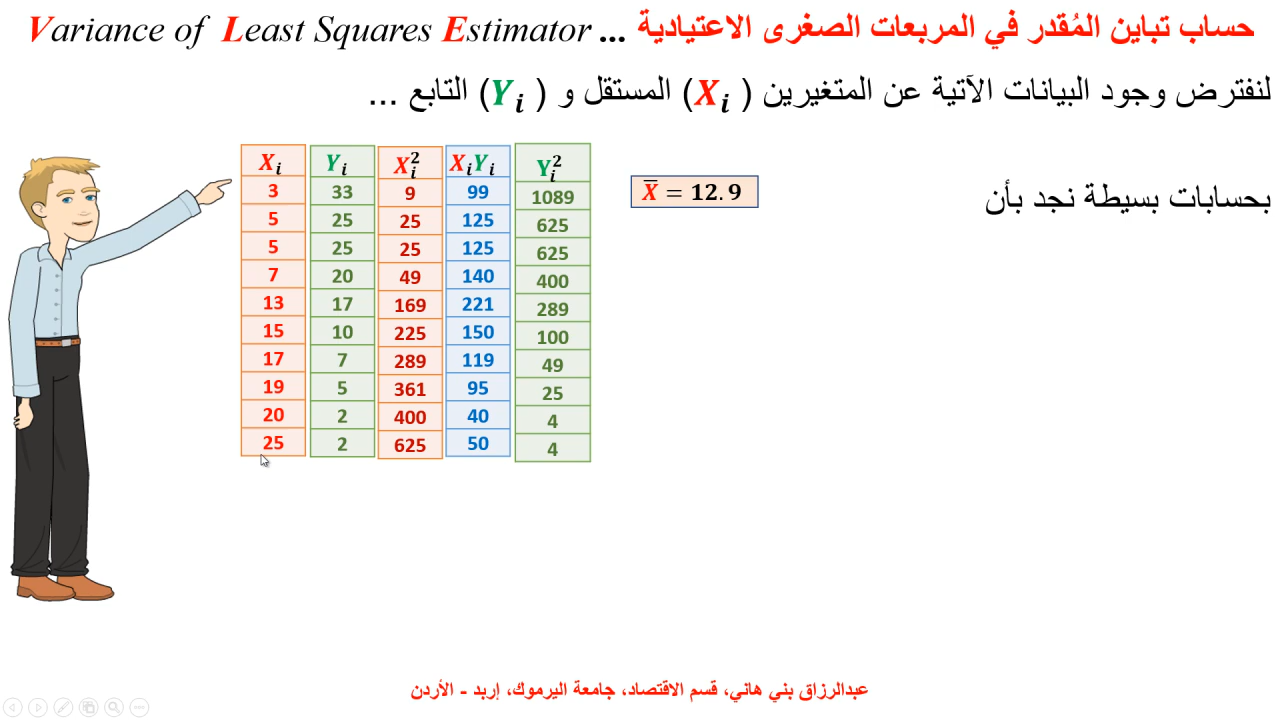 حساب تباين المُقدر في المربعات الصغرى الاعتيادية ... Variance of Least Squares Estimator
لنفترض وجود البيانات الآتية عن المتغيرين ( Xᵢ) المستقل و ( Yᵢ) التابع ...
Xᵢ Yᵢ Xᵢ² XᵢYᵢ Yᵢ²
3 33 9 99 1089
5 25 25 125 625
5 25 25 125 625
7 20 49 140 400
13 17 169 221 289
15 10 225 150 100
17 7 289 119 49
19 5 361 95 25
20 2 400 40 4
25 2 625 50 4
بحسابات بسيطة نجد بأن
X̅ = 12.9
عبدالرزاق بني هاني، قسم الاقتصاد، جامعة اليرموك، إربد - الأردن